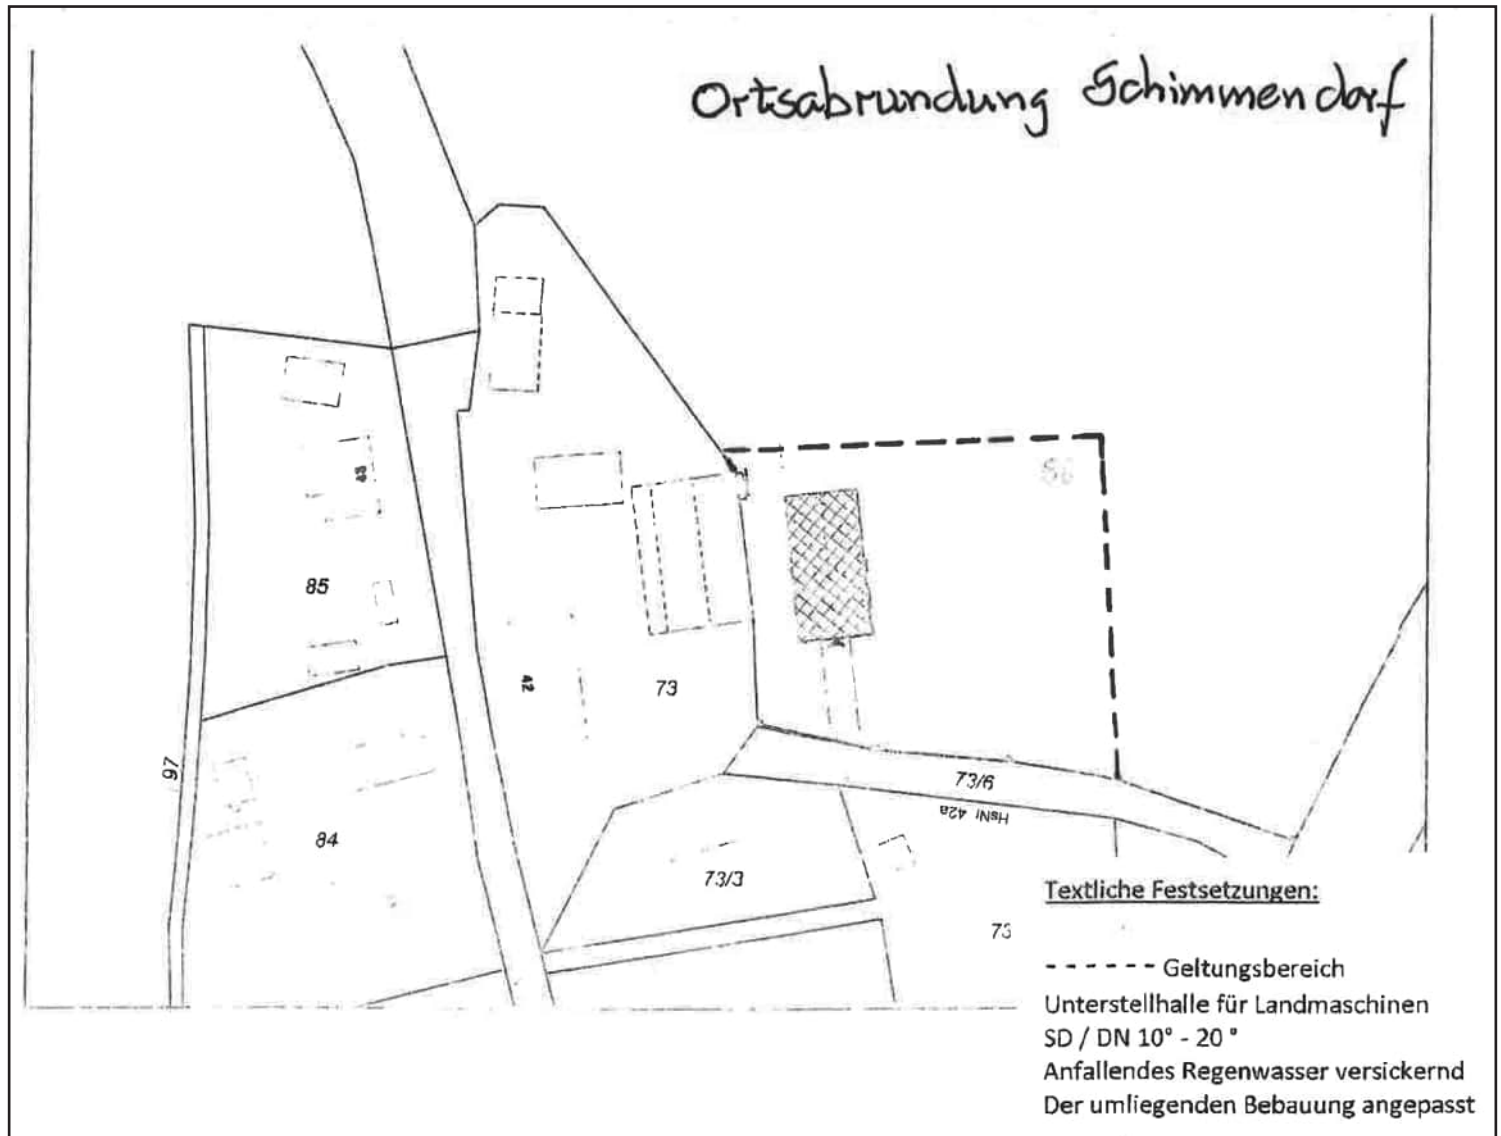 Ortsabrundung Schimmendorf
43
85
42
73
97
73/6
HsNr 42a
84
73/3
73
Textliche Festsetzungen:
- - - - - - Geltungsbereich
Unterstellhalle für Landmaschinen
SD / DN 10° - 20 °
Anfallendes Regenwasser versickernd
Der umliegenden Bebauung angepasst